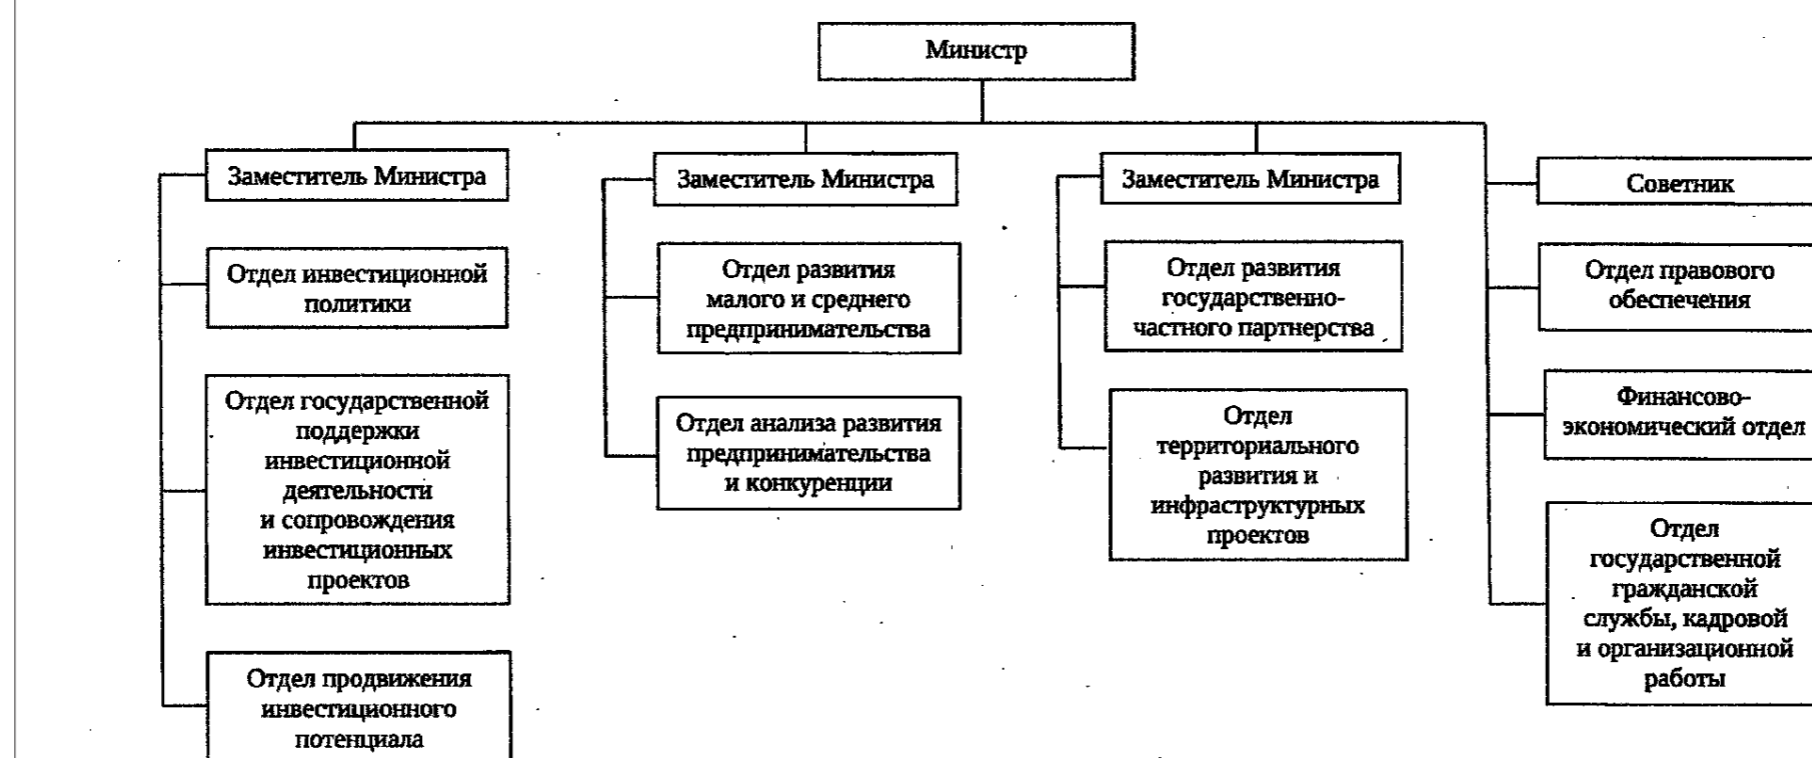 Министр
Заместитель Министра
Отдел инвестиционной
политики
Отдел государственной
поддержки
инвестиционной
деятельности
и сопровождения
инвестиционных
проектов
Отдел продвижения
инвестиционного
потенциала
Заместитель Министра
Отдел развития
малого и среднего
предпринимательства
Отдел анализа развития
предпринимательства
и конкуренции
Заместитель Министра
Отдел развития
государственно-
частного партнерства
Отдел
территориального
развития и
инфраструктурных
проектов
Советник
Отдел правового
обеспечения
Финансово-
экономический отдел
Отдел
государственной
гражданской
службы, кадровой
и организационной
работы